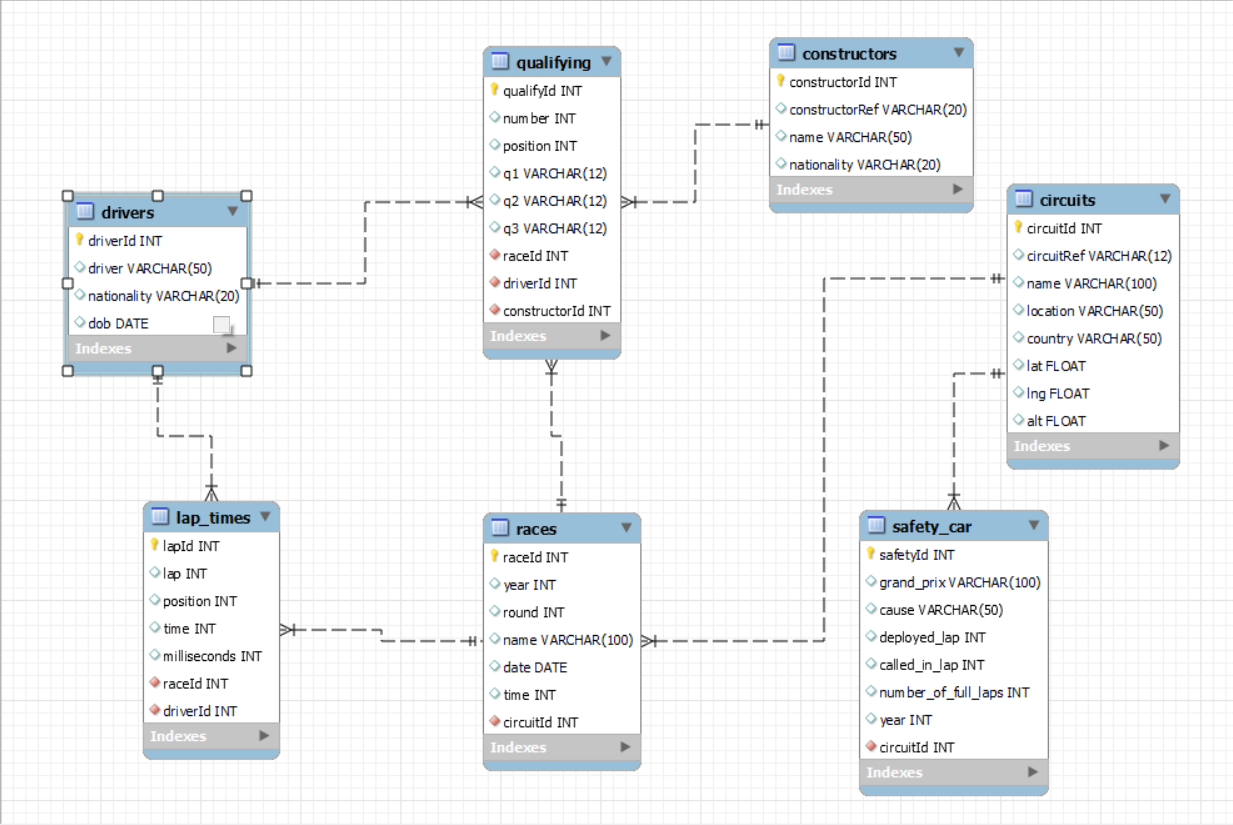 qualifying
qualifyId INT
number INT
position INT
q1 VARCHAR(12)
q2 VARCHAR(12)
q3 VARCHAR(12)
raceId INT
driverId INT
constructorId INT
Indexes
constructors
constructorId INT
constructorRef VARCHAR(20)
name VARCHAR(50)
nationality VARCHAR(20)
Indexes
drivers
driverId INT
driver VARCHAR(50)
nationality VARCHAR(20)
dob DATE
Indexes
circuits
circuitId INT
circuitRef VARCHAR(12)
name VARCHAR(100)
location VARCHAR(50)
country VARCHAR(50)
lat FLOAT
lng FLOAT
alt FLOAT
Indexes
lap_times
lapId INT
lap INT
position INT
time INT
milliseconds INT
raceId INT
driverId INT
Indexes
races
raceId INT
year INT
round INT
name VARCHAR(100)
date DATE
time INT
circuitId INT
Indexes
safety_car
safetyId INT
grand_prix VARCHAR(100)
cause VARCHAR(50)
deployed_lap INT
called_in_lap INT
number_of_full_laps INT
year INT
circuitId INT
Indexes